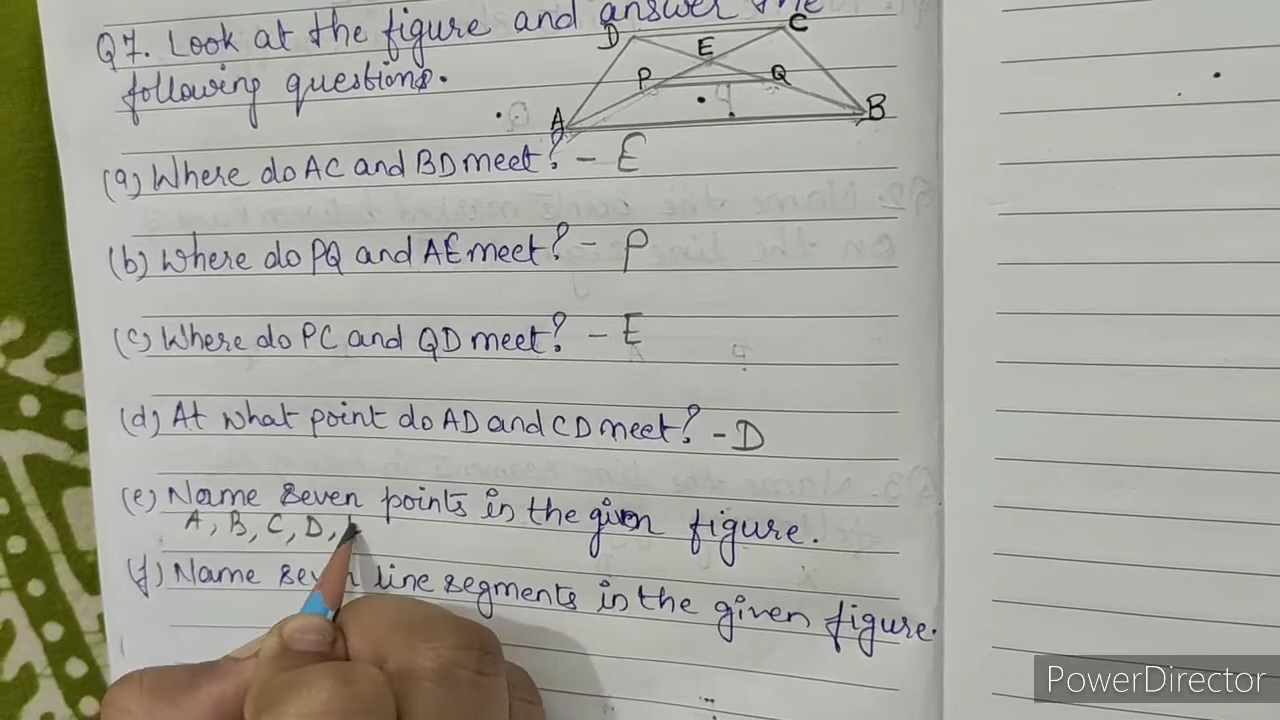 Q7. Look at the figure and answer the
following questions.
D C
E
P Q
A B
(a) Where do AC and BD meet? - E
(b) Where do PQ and AE meet? - P
(c) Where do PC and QD meet? - E
(d) At what point do AD and CD meet? - D
(e) Name seven points in the given figure.
A, B, C, D,
(f) Name seven line segments in the given figure.
PowerDirector